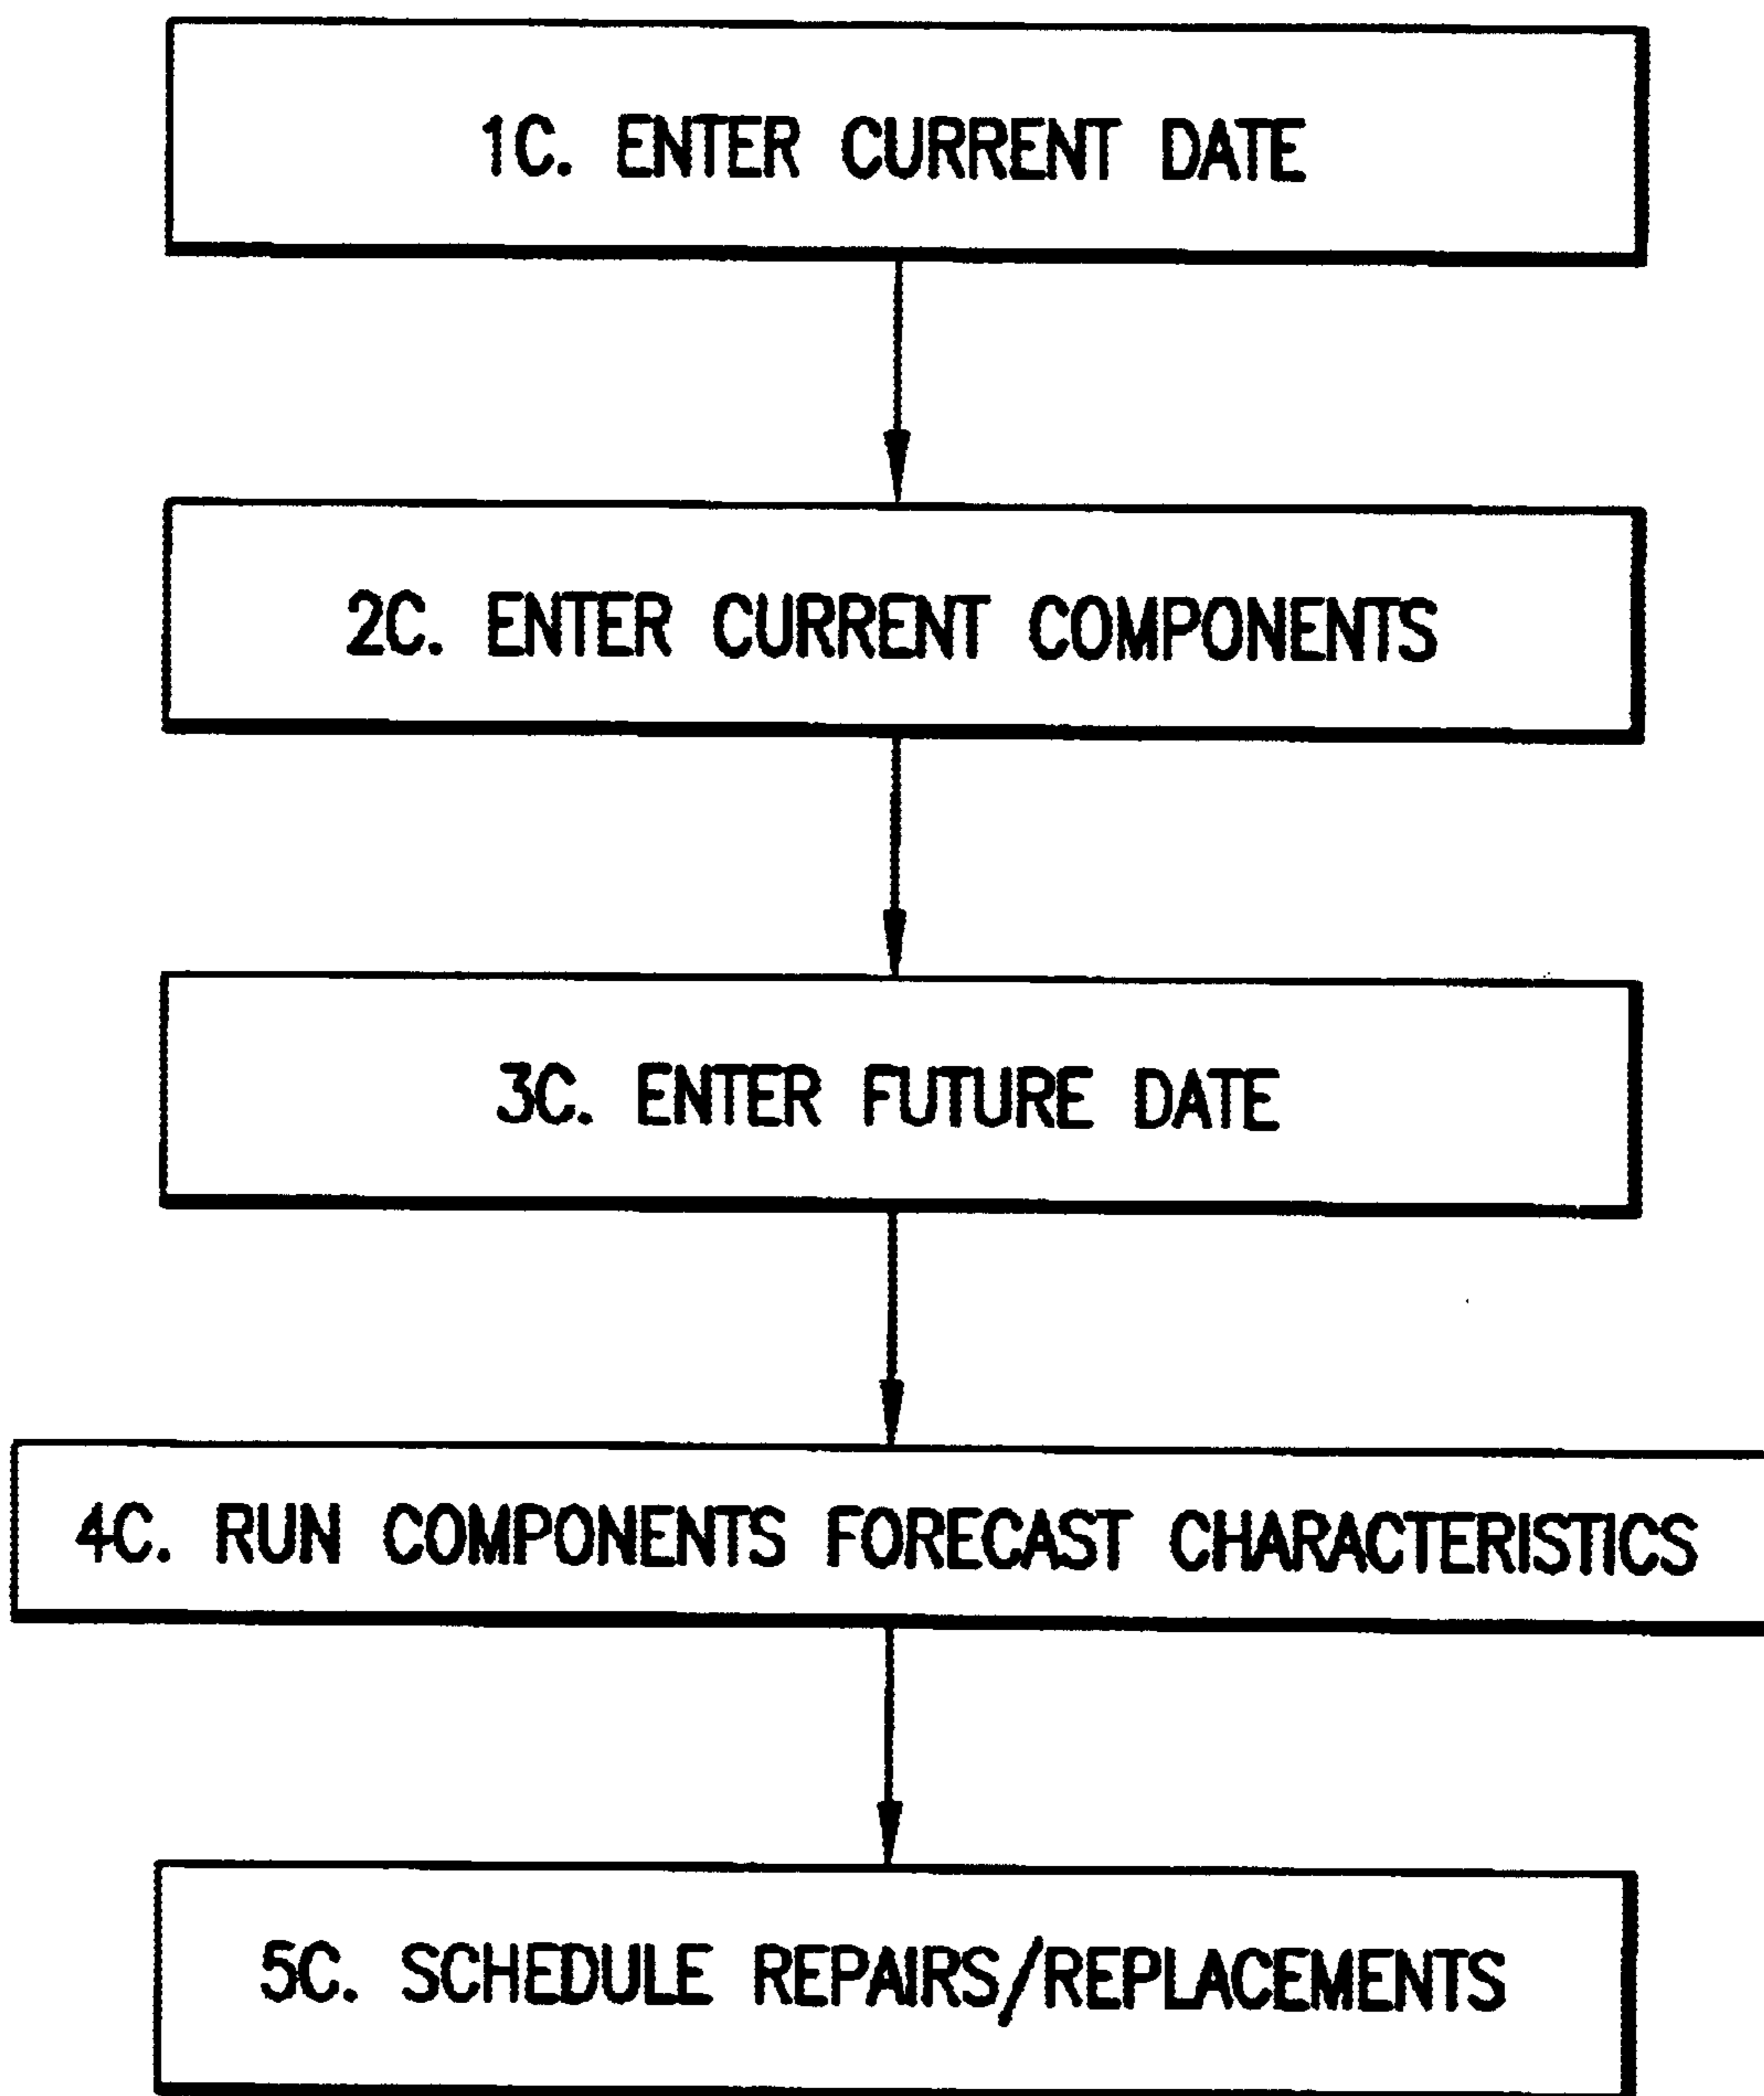 1C. ENTER CURRENT DATE
2C. ENTER CURRENT COMPONENTS
3C. ENTER FUTURE DATE
4C. RUN COMPONENTS FORECAST CHARACTERISTICS
5C. SCHEDULE REPAIRS/REPLACEMENTS